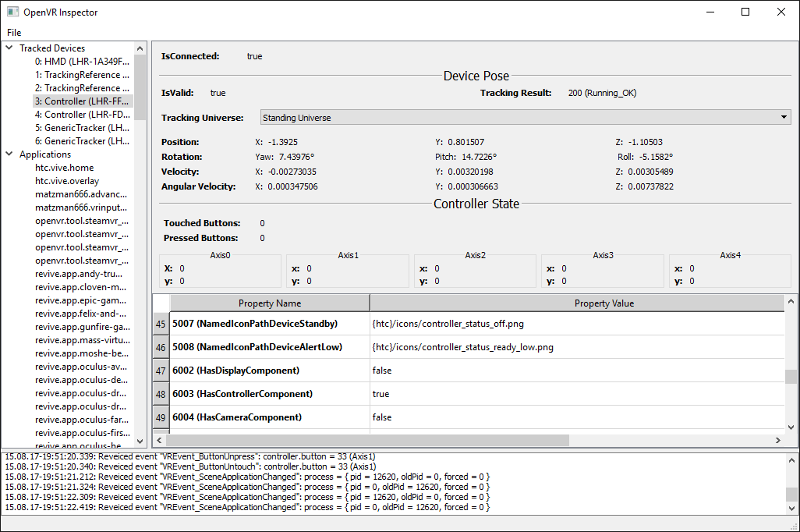 OpenVR Inspector
File
Tracked Devices
0: HMD (LHR-1A349F...
1: TrackingReference ...
2: TrackingReference ...
3: Controller (LHR-FF...
4: Controller (LHR-FD...
5: GenericTracker (LH...
6: GenericTracker (LH...
Applications
htc.vive.home
htc.vive.overlay
matzman666.advanc...
matzman666.vrinput...
openvr.tool.steamvr_...
openvr.tool.steamvr_...
openvr.tool.steamvr_...
revive.app.andy-tru...
revive.app.cloven-m...
revive.app.epic-gam...
revive.app.felix-and-...
revive.app.gunfire-ga...
revive.app.mass-virtu...
revive.app.moshe-be...
revive.app.oculus-av...
revive.app.oculus-de...
revive.app.oculus-dr...
revive.app.oculus-dr...
revive.app.oculus-far...
revive.app.oculus-firs...
revive.app.oculus-he...
IsConnected: true
Device Pose
IsValid: true Tracking Result: 200 (Running_OK)
Tracking Universe: Standing Universe
Position: X: -1.3925 Y: 0.801507 Z: -1.10503
Rotation: Yaw: 7.43976° Pitch: 14.7226° Roll: -5.1582°
Velocity: X: -0.00273035 Y: 0.00320198 Z: 0.00305489
Angular Velocity: X: 0.000347506 Y: 0.000306663 Z: 0.00737822
Controller State
Touched Buttons: 0
Pressed Buttons: 0
Axis0 Axis1 Axis2 Axis3 Axis4
X: 0 x: 0 x: 0 x: 0 x: 0
y: 0 y: 0 y: 0 y: 0 y: 0
Property Name Property Value
45 5007 (NamedIconPathDeviceStandby) {htc}/icons/controller_status_off.png
46 5008 (NamedIconPathDeviceAlertLow) {htc}/icons/controller_status_ready_low.png
47 6002 (HasDisplayComponent) false
48 6003 (HasControllerComponent) true
49 6004 (HasCameraComponent) false
15.08.17-19:51:20.339: Reveiced event "VREvent_ButtonUnpress": controller.button = 33 (Axis1)
15.08.17-19:51:20.340: Reveiced event "VREvent_ButtonUntouch": controller.button = 33 (Axis1)
15.08.17-19:51:21.212: Reveiced event "VREvent_SceneApplicationChanged": process = { pid = 12620, oldPid = 0, forced = 0 }
15.08.17-19:51:21.324: Reveiced event "VREvent_SceneApplicationChanged": process = { pid = 0, oldPid = 12620, forced = 0 }
15.08.17-19:51:22.309: Reveiced event "VREvent_SceneApplicationChanged": process = { pid = 12620, oldPid = 0, forced = 0 }
15.08.17-19:51:22.419: Reveiced event "VREvent_SceneApplicationChanged": process = { pid = 0, oldPid = 12620, forced = 0 }